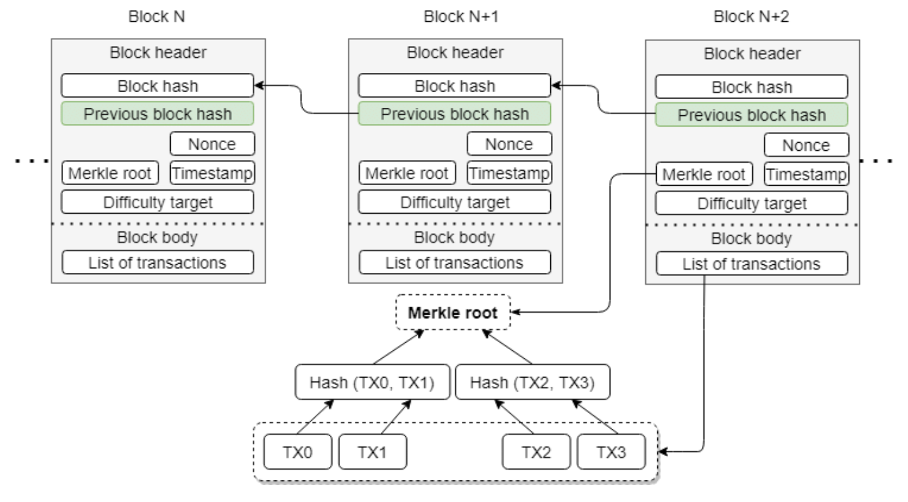 Block N
Block N+1
Block N+2
Block header
Block hash
Previous block hash
Nonce
Merkle root
Timestamp
Difficulty target
Block body
List of transactions
Block header
Block hash
Previous block hash
Nonce
Merkle root
Timestamp
Difficulty target
Block body
List of transactions
Block header
Block hash
Previous block hash
Nonce
Merkle root
Timestamp
Difficulty target
Block body
List of transactions
Merkle root
Hash (TX0, TX1)
Hash (TX2, TX3)
TX0
TX1
TX2
TX3